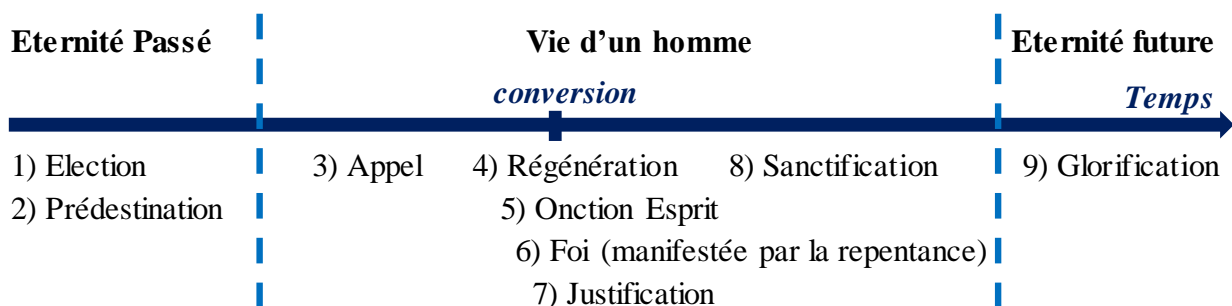 Eternité Passé Vie d’un homme Eternité future
conversion Temps
1) Election 3) Appel 4) Régénération 8) Sanctification 9) Glorification
2) Prédestination 5) Onction Esprit
6) Foi (manifestée par la repentance)
7) Justification